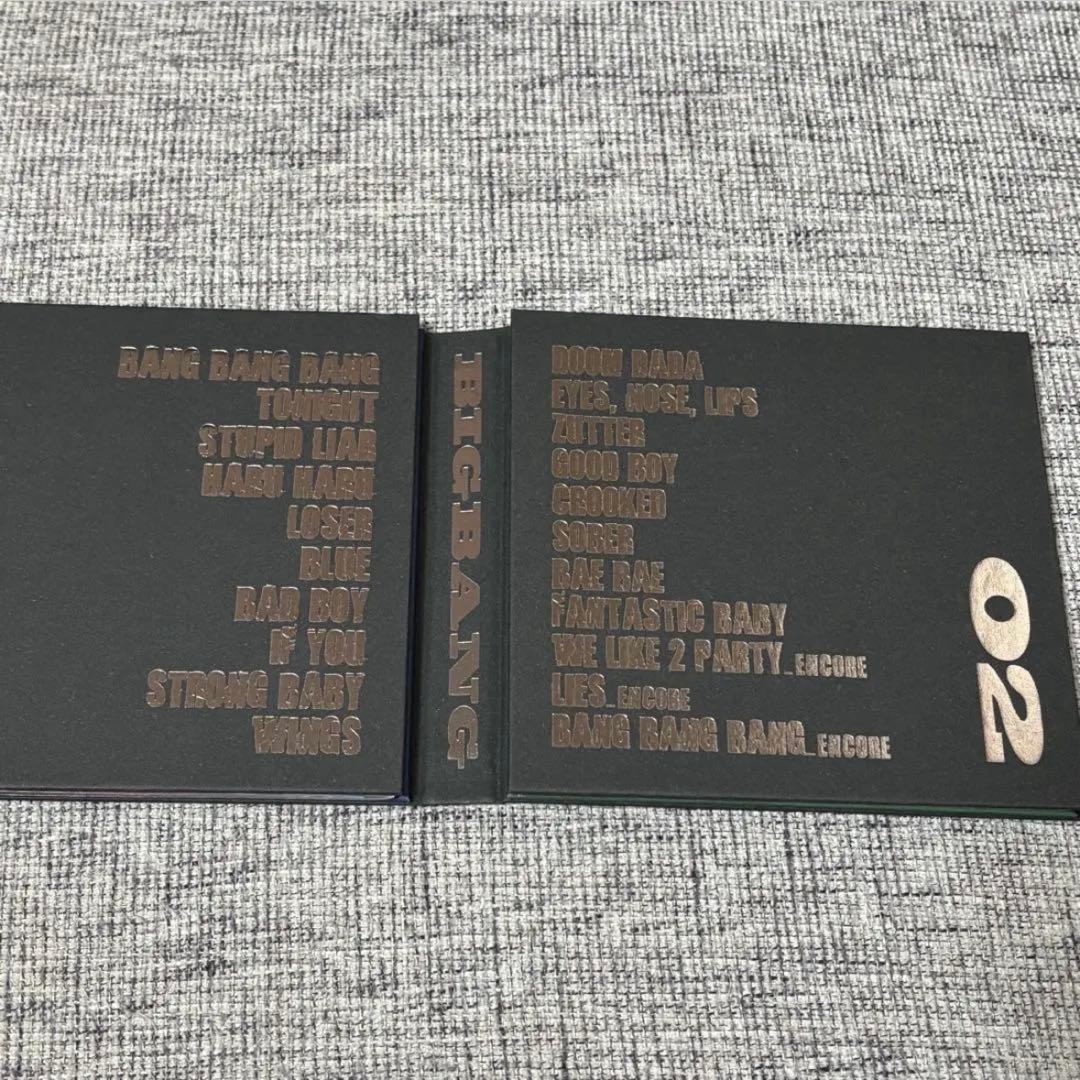 BANG BANG BANG
TONIGHT
STUPID LIAR
HARU HARU
LOSER
BLUE
BAD BOY
IF YOU
STRONG BABY
WINGS
BIGBANG
DOOM DADA
EYES, NOSE, LIPS
ZUTTER
GOOD BOY
CROOKED
SOBER
BAE BAE
FANTASTIC BABY
WE LIKE 2 PARTY_ENCORE
LIES_ENCORE
BANG BANG BANG_ENCORE
02